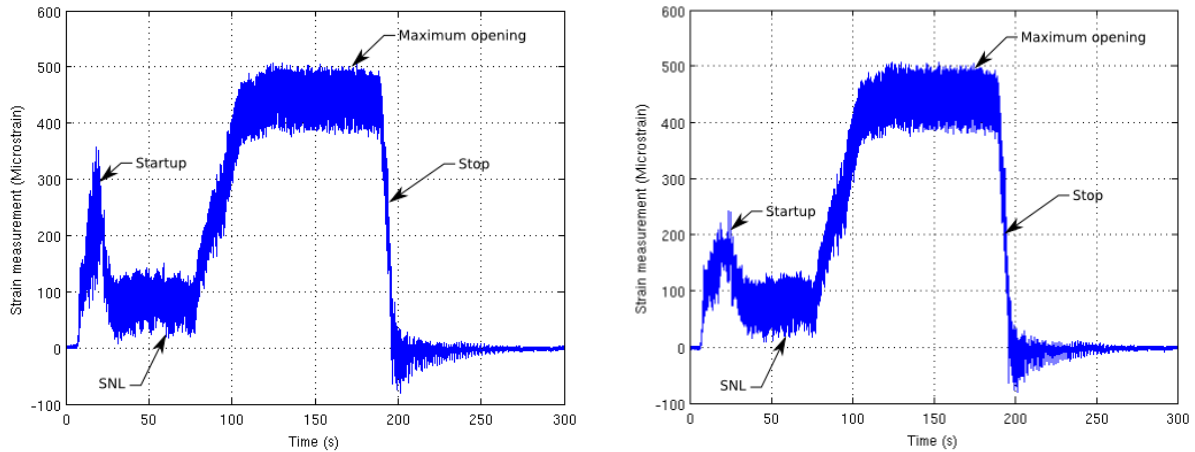 600
500
400
300
200
100
0
-100
0 50 100 150 200 250 300
Strain measurement (Microstrain)
Time (s)
Maximum opening
Startup
Stop
SNL
600
500
400
300
200
100
0
-100
0 50 100 150 200 250 300
Strain measurement (Microstrain)
Time (s)
Maximum opening
Startup
Stop
SNL